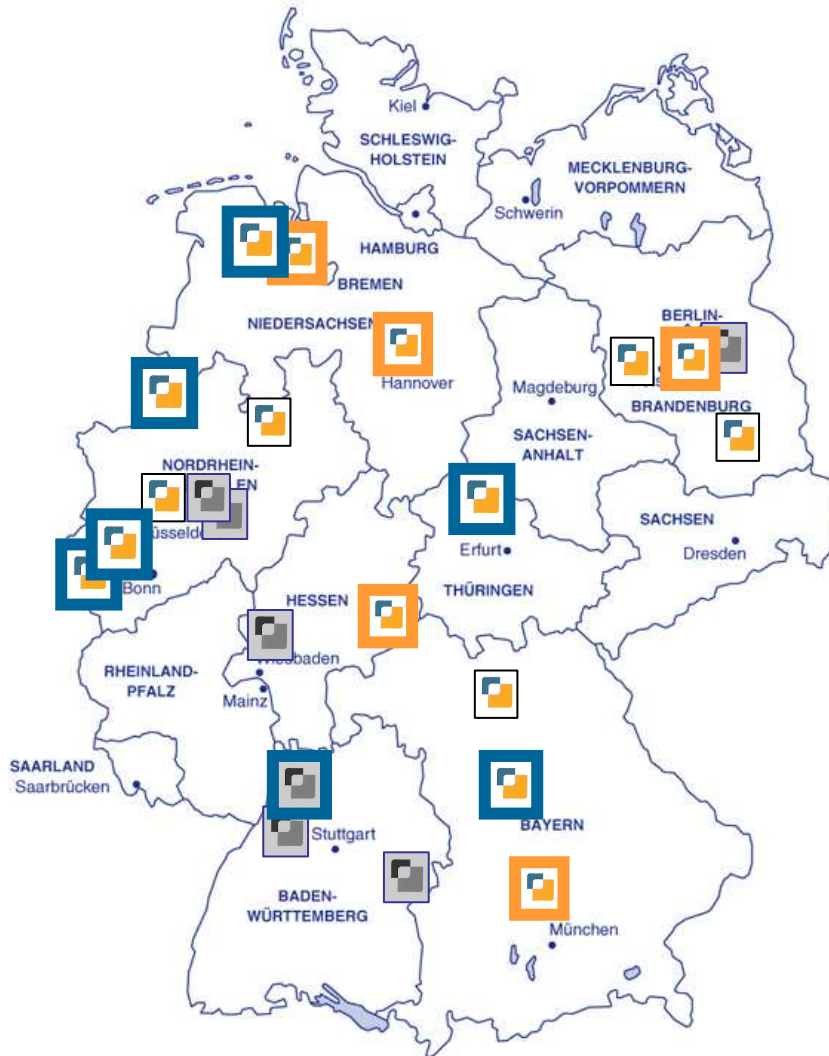 Kiel
SCHLESWIG-
HOLSTEIN
MECKLENBURG-
VORPOMMERN
Schwerin
HAMBURG
BREMEN
NIEDERSACHSEN
BERLIN-
Hannover
Magdeburg
BRANDENBURG
SACHSEN-
ANHALT
NORDRHEIN-
SACHSEN
Dresden
Erfurt
Bonn
THÜRINGEN
HESSEN
Wiesbaden
RHEINLAND-
PFALZ
Mainz
SAARLAND
Saarbrücken
BAYERN
Stuttgart
BADEN-
WÜRTTEMBERG
München